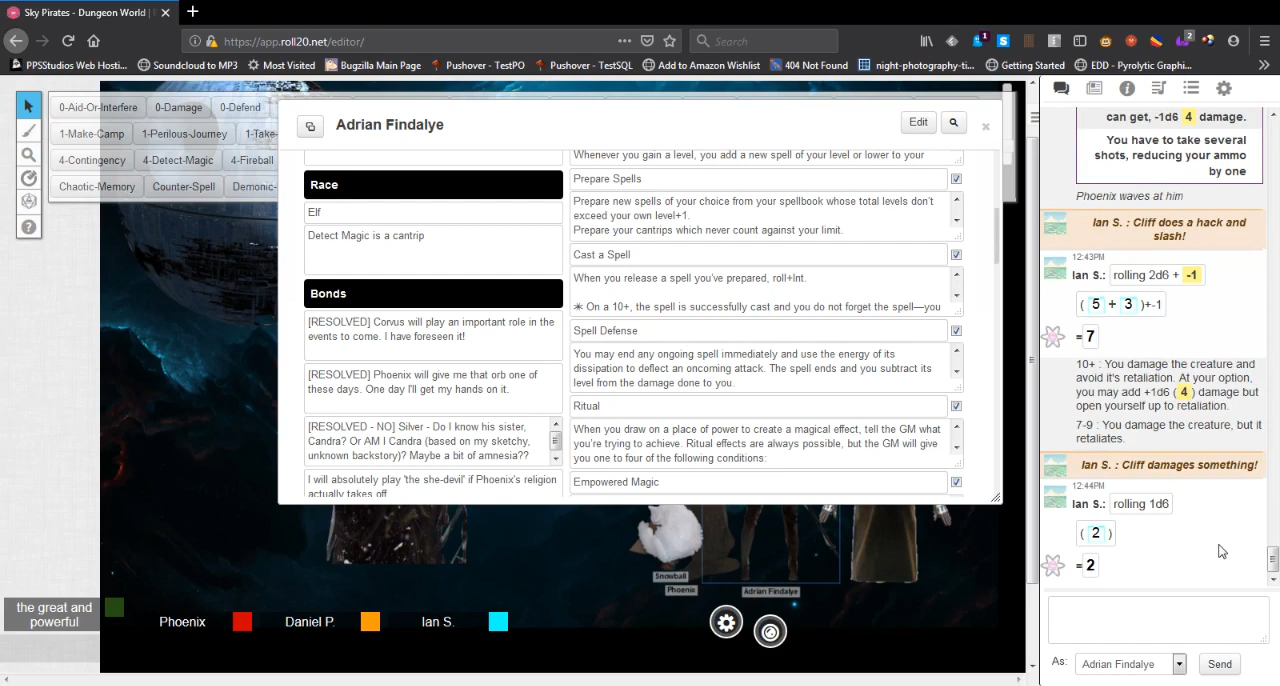 Sky Pirates - Dungeon World |
https://app.roll20.net/editor/
Search
1
2
PPSStudios Web Hosti...
Soundcloud to MP3
Most Visited
Bugzilla Main Page
Pushover - TestPO
Pushover - TestSQL
Add to Amazon Wishlist
404 Not Found
night-photography-ti...
Getting Started
EDD - Pyrolytic Graphi...
0-Aid-Or-Interfere
0-Damage
0-Defend
1-Make-Camp
1-Perilous-Journey
1-Take-
4-Contingency
4-Detect-Magic
4-Fireball
Chaotic-Memory
Counter-Spell
Demonic-
Adrian Findalye
Edit
Race
Elf
Detect Magic is a cantrip
Bonds
[RESOLVED] Corvus will play an important role in the
events to come. I have foreseen it!
[RESOLVED] Phoenix will give me that orb one of
these days. One day I'll get my hands on it.
[RESOLVED - NO] Silver - Do I know his sister,
Candra? Or AM I Candra (based on my sketchy,
unknown backstory)? Maybe a bit of amnesia??
I will absolutely play 'the she-devil' if Phoenix's religion
actually takes off
Whenever you gain a level, you add a new spell of your level or lower to your
Prepare Spells
Prepare new spells of your choice from your spellbook whose total levels don't
exceed your own level+1.
Prepare your cantrips which never count against your limit.
Cast a Spell
When you release a spell you've prepared, roll+Int.
✴ On a 10+, the spell is successfully cast and you do not forget the spell—you
Spell Defense
You may end any ongoing spell immediately and use the energy of its
dissipation to deflect an oncoming attack. The spell ends and you subtract its
level from the damage done to you.
Ritual
When you draw on a place of power to create a magical effect, tell the GM what
you're trying to achieve. Ritual effects are always possible, but the GM will give
you one to four of the following conditions:
Empowered Magic
Snowball
Phoenix
Adrian Findalye
the great and
powerful
Phoenix
Daniel P.
Ian S.
can get, -1d6 4 damage.
You have to take several
shots, reducing your ammo
by one
Phoenix waves at him
Ian S. : Cliff does a hack and
slash!
12:43PM
Ian S.: rolling 2d6 + -1
( 5 + 3 )+-1
= 7
10+ : You damage the creature and
avoid it's retaliation. At your option,
you may add +1d6 ( 4 ) damage but
open yourself up to retaliation.
7-9 : You damage the creature, but it
retaliates.
Ian S. : Cliff damages something!
12:44PM
Ian S.: rolling 1d6
( 2 )
= 2
As: Adrian Findalye
Send